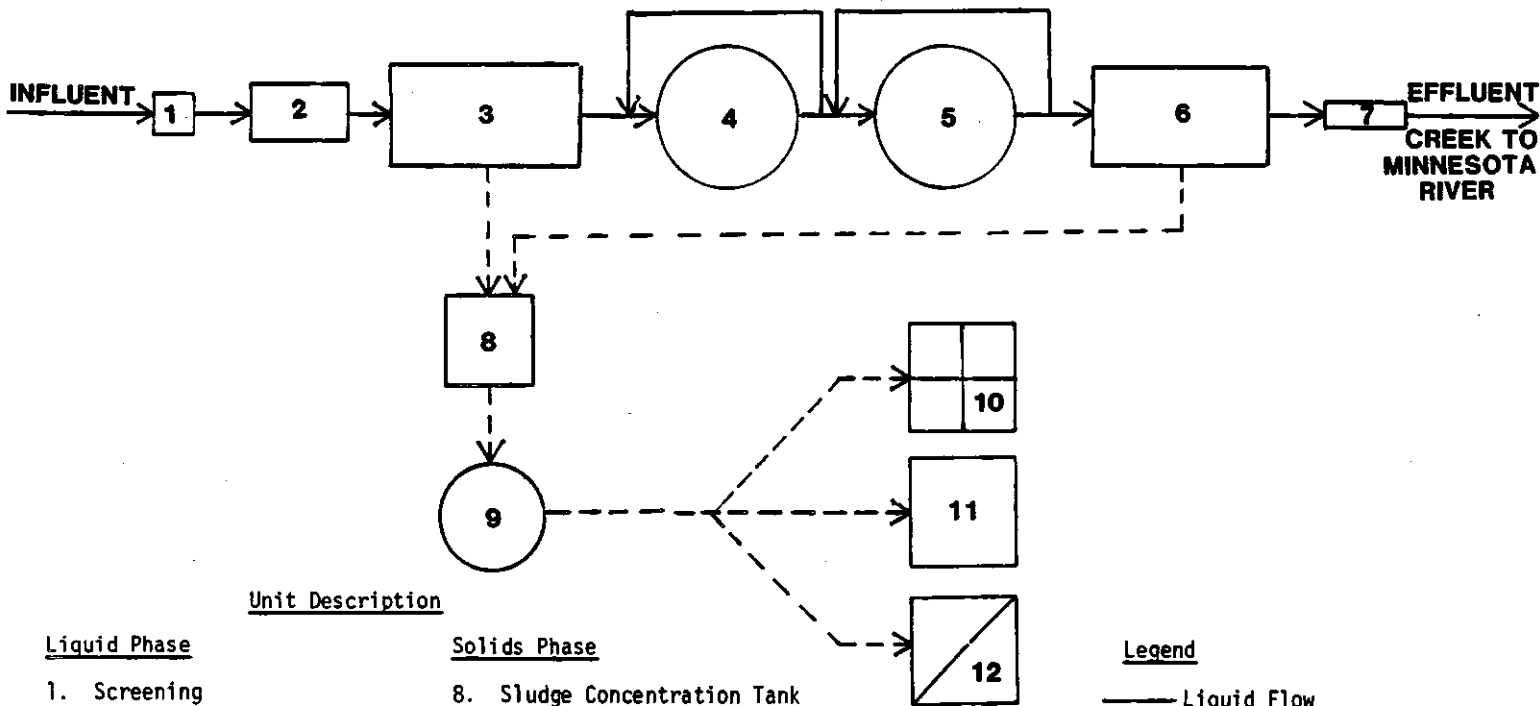 INFLUENT
1
2
3
4
5
6
7
EFFLUENT
CREEK TO
MINNESOTA
RIVER
8
9
10
11
12
Unit Description
Liquid Phase
1. Screening
Solids Phase
8. Sludge Concentration Tank
Legend
Liquid Flow